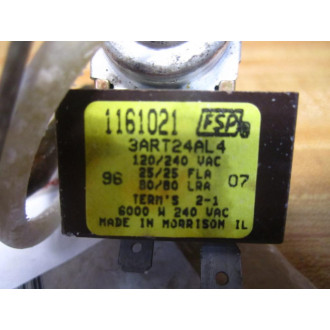 1161021 FSP
3ART24AL4
120/240 VAC
96 25/25 FLA 07
80/80 LRA
TERM'S 2-1
6000 W 240 VAC
MADE IN MORRISON IL